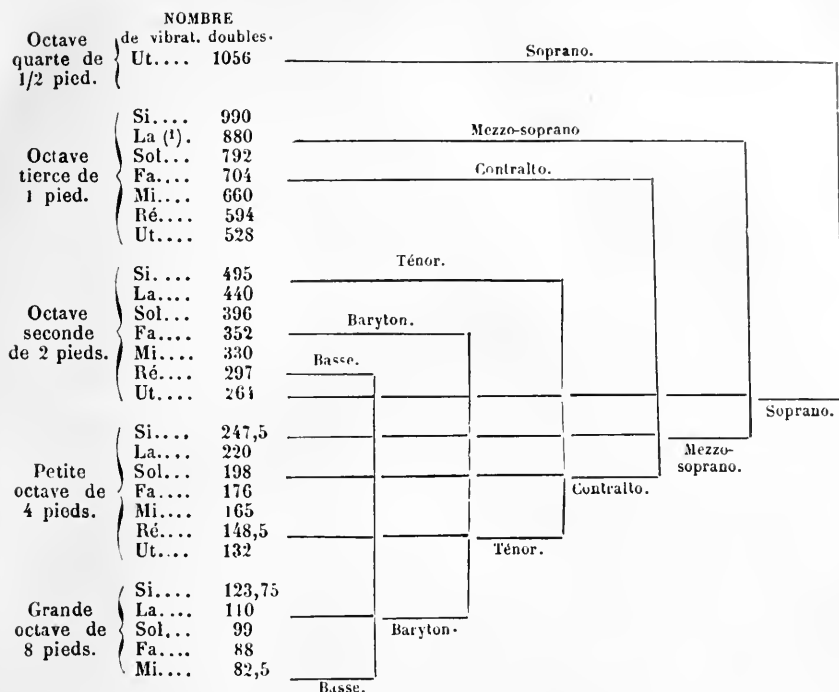 NOMBRE
de vibrat. doubles.
Octave
quarte de
1/2 pied.
Ut.... 1056
Soprano.
Octave
tierce de
1 pied.
Si.... 990
La (1). 880
Mezzo-soprano
Sol... 792
Fa.... 704
Contralto.
Mi.... 660
Ré.... 594
Ut.... 528
Octave
seconde
de 2 pieds.
Si.... 495
Ténor.
La.... 440
Sol... 396
Fa.... 352
Baryton.
Mi.... 330
Basse.
Ré.... 297
Ut.... 264
Soprano.
Petite
octave de
4 pieds.
Si.... 247,5
Mezzo-
soprano.
La.... 220
Sol... 198
Contralto.
Fa.... 176
Mi.... 165
Ré.... 148,5
Ténor.
Ut.... 132
Grande
octave de
8 pieds.
Si.... 123,75
La.... 110
Baryton.
Sol... 99
Fa.... 88
Mi.... 82,5
Basse.